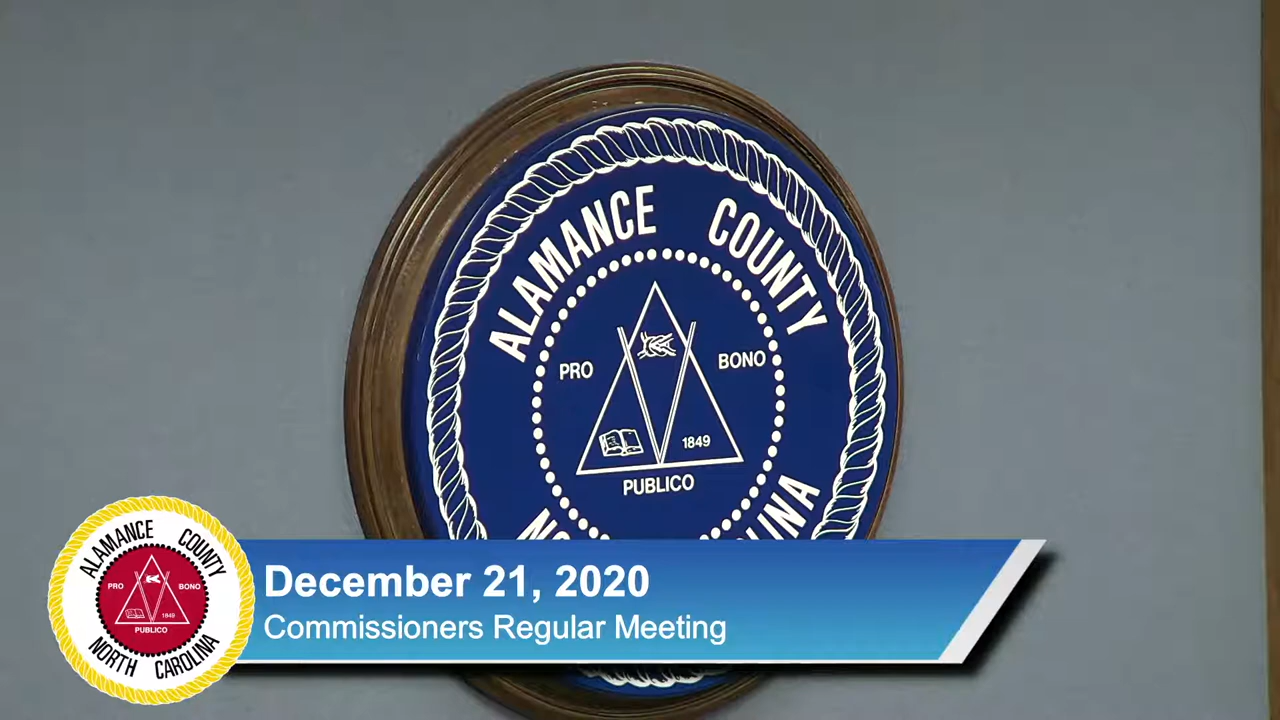 ALAMANCE COUNTY
PRO BONO
1849
PUBLICO
ALAMANCE COUNTY
PRO BONO
1849
PUBLICO
NORTH CAROLINA
December 21, 2020
Commissioners Regular Meeting